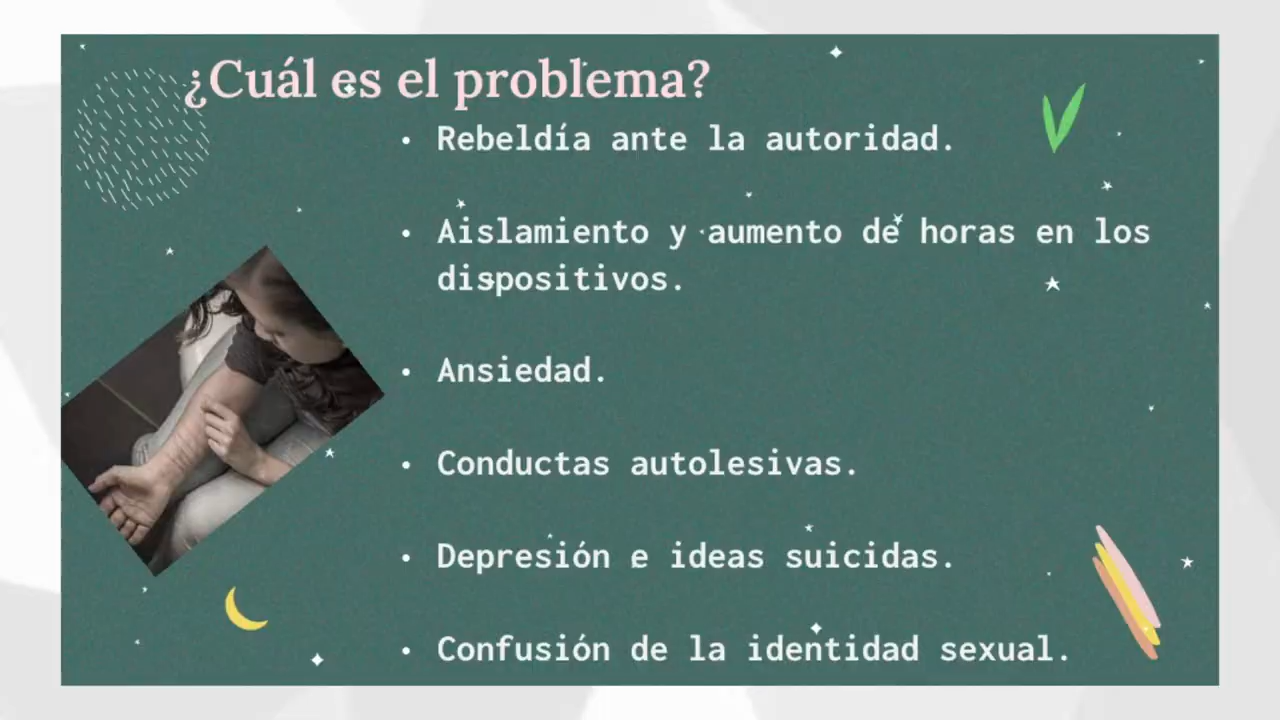 ¿Cuál es el problema?
• Rebeldía ante la autoridad.
• Aislamiento y aumento de horas en los
dispositivos.
• Ansiedad.
• Conductas autolesivas.
• Depresión e ideas suicidas.
• Confusión de la identidad sexual.